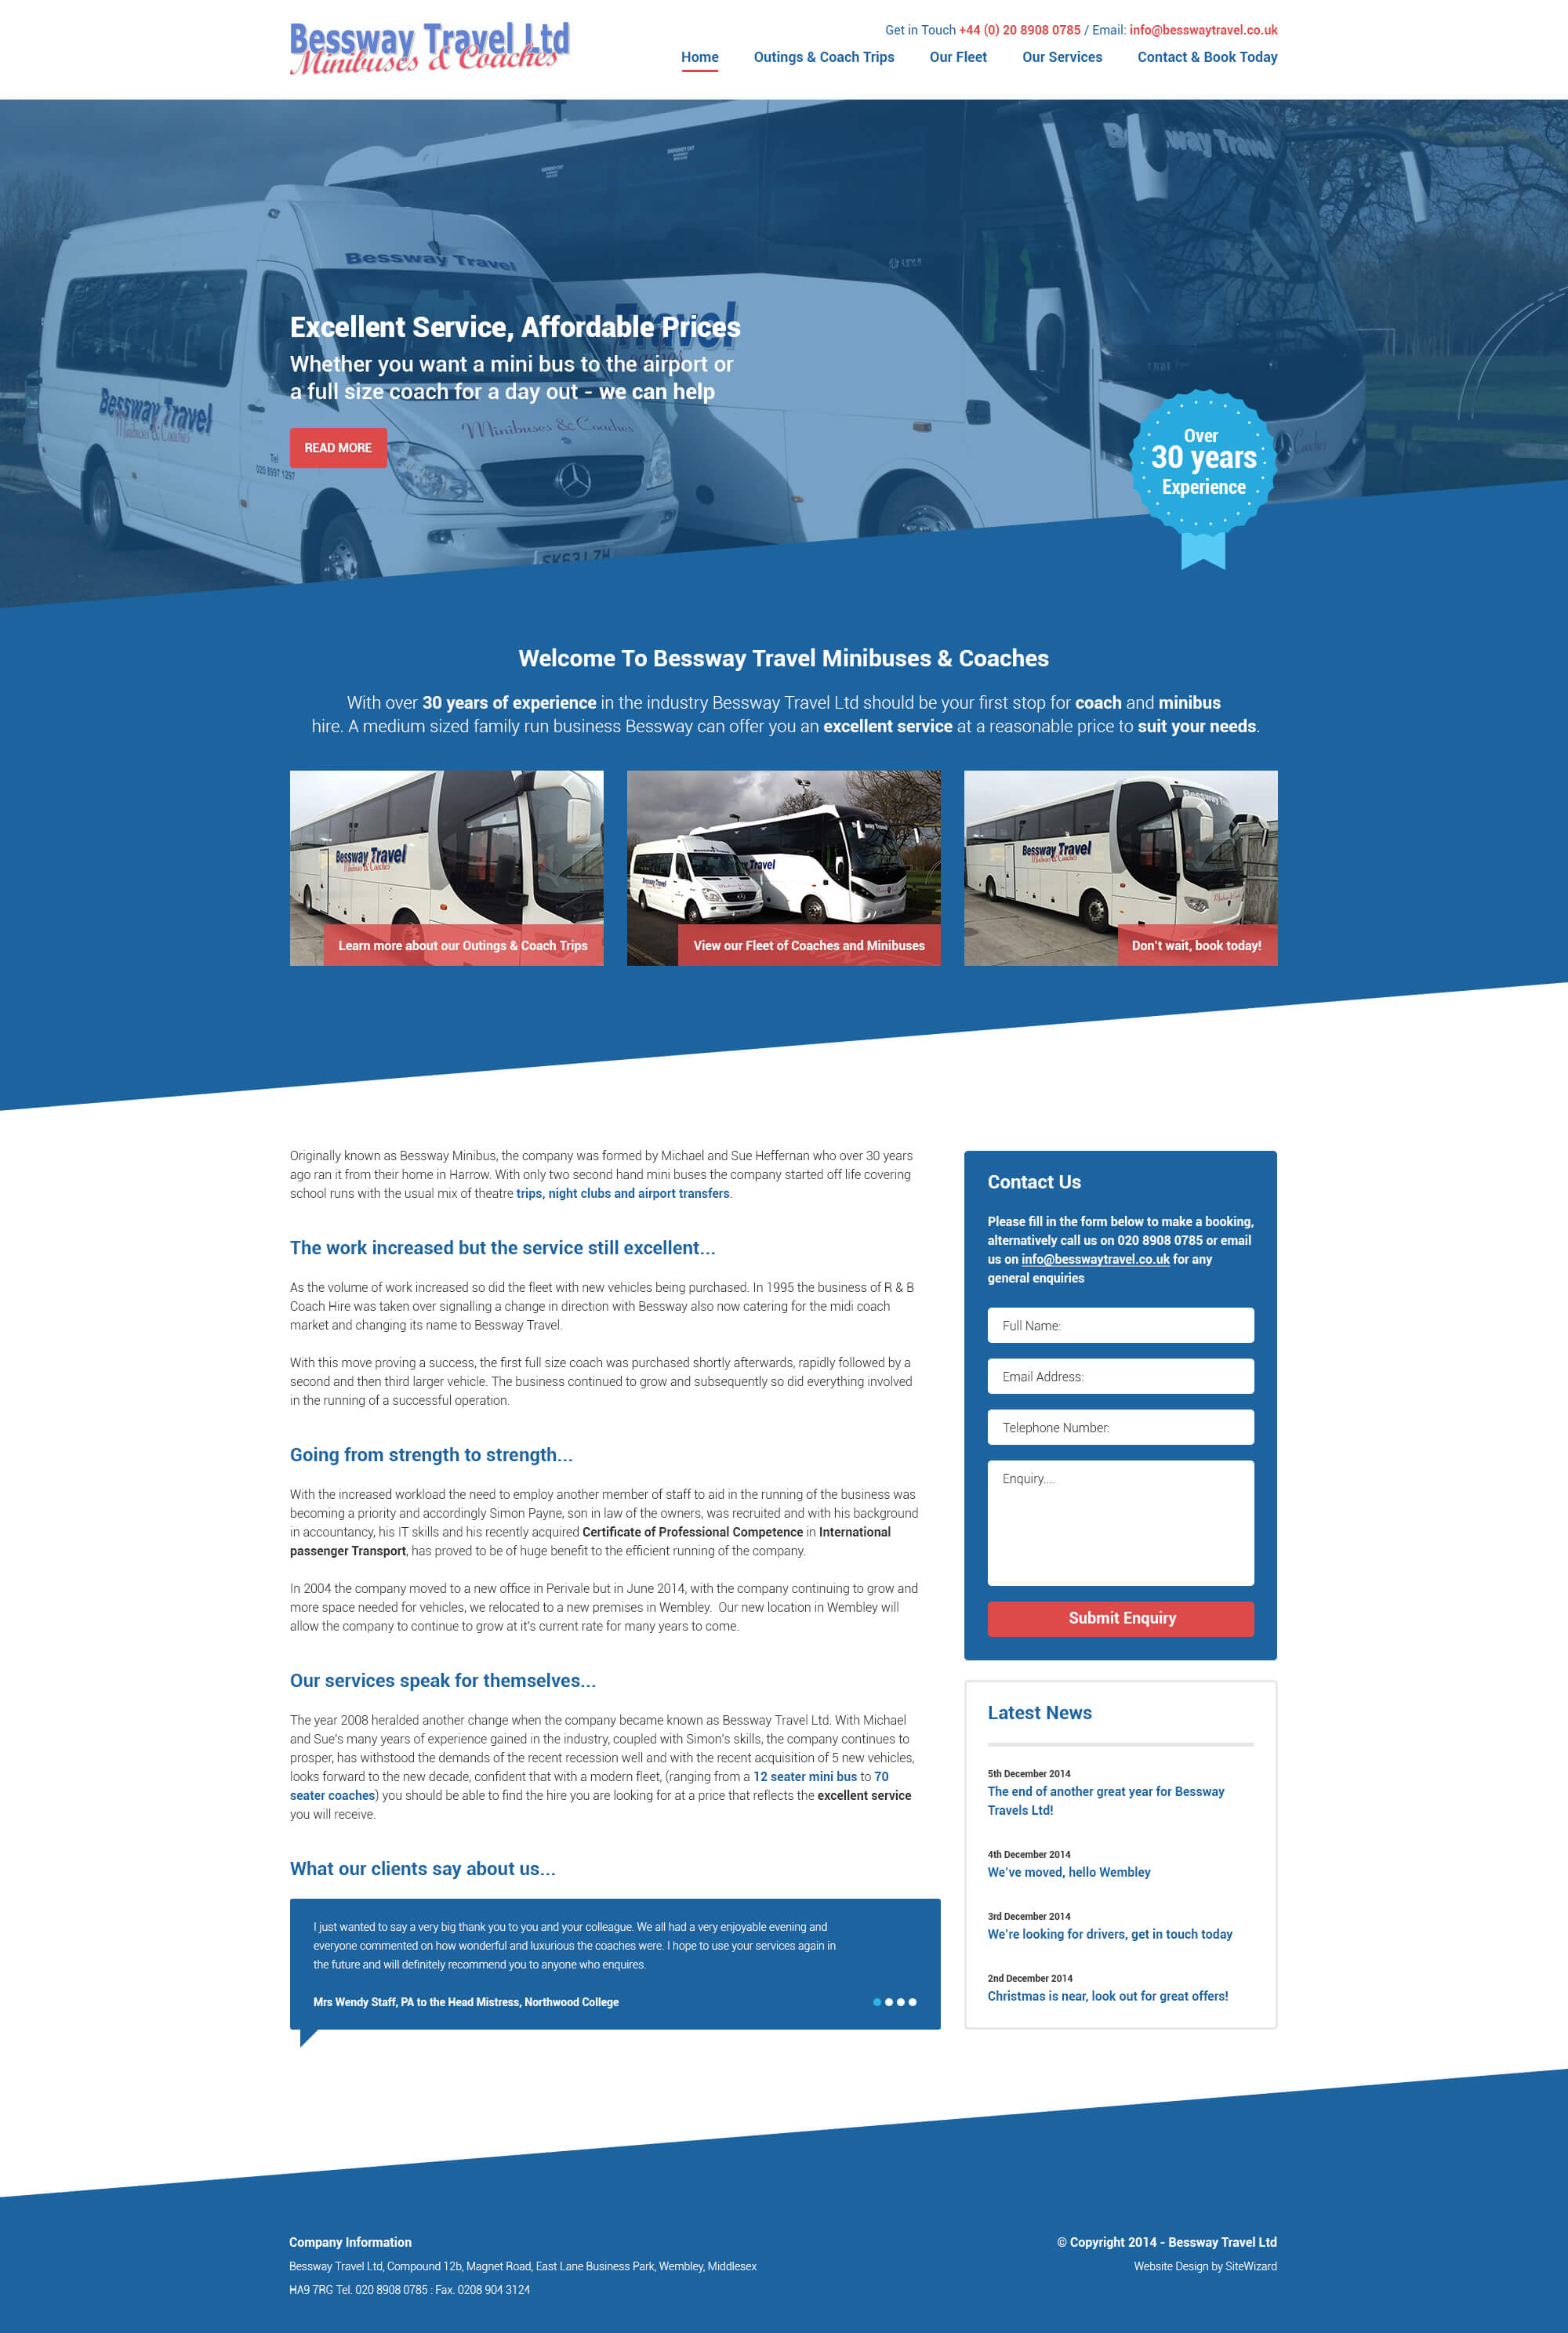 Bessway Travel Ltd
Minibuses & Coaches
Get in Touch +44 (0) 20 8908 0785 / Email: info@besswaytravel.co.uk
Home
Outings & Coach Trips
Our Fleet
Our Services
Contact & Book Today
Bessway Travel
Bessway Travel
Bessway Travel
Minibuses & Coaches
Tel
020 8997 1297
Minibuses & Coaches
SK63 LZH
Excellent Service, Affordable Prices
Whether you want a mini bus to the airport or
a full size coach for a day out - we can help
READ MORE
Over
30 years
Experience
Welcome To Bessway Travel Minibuses & Coaches
With over 30 years of experience in the industry Bessway Travel Ltd should be your first stop for coach and minibus
hire. A medium sized family run business Bessway can offer you an excellent service at a reasonable price to suit your needs.
Bessway Travel
Minibuses & Coaches
Learn more about our Outings & Coach Trips
Bessway Travel
Travel
View our Fleet of Coaches and Minibuses
Bessway Travel
Bessway Travel
Minibuses & Coaches
Don't wait, book today!
Originally known as Bessway Minibus, the company was formed by Michael and Sue Heffernan who over 30 years
ago ran it from their home in Harrow. With only two second hand mini buses the company started off life covering
school runs with the usual mix of theatre trips, night clubs and airport transfers.
The work increased but the service still excellent...
As the volume of work increased so did the fleet with new vehicles being purchased. In 1995 the business of R & B
Coach Hire was taken over signalling a change in direction with Bessway also now catering for the midi coach
market and changing its name to Bessway Travel.
With this move proving a success, the first full size coach was purchased shortly afterwards, rapidly followed by a
second and then third larger vehicle. The business continued to grow and subsequently so did everything involved
in the running of a successful operation.
Going from strength to strength...
With the increased workload the need to employ another member of staff to aid in the running of the business was
becoming a priority and accordingly Simon Payne, son in law of the owners, was recruited and with his background
in accountancy, his IT skills and his recently acquired Certificate of Professional Competence in International
passenger Transport, has proved to be of huge benefit to the efficient running of the company.
In 2004 the company moved to a new office in Perivale but in June 2014, with the company continuing to grow and
more space needed for vehicles, we relocated to a new premises in Wembley. Our new location in Wembley will
allow the company to continue to grow at it's current rate for many years to come.
Our services speak for themselves...
The year 2008 heralded another change when the company became known as Bessway Travel Ltd. With Michael
and Sue's many years of experience gained in the industry, coupled with Simon's skills, the company continues to
prosper, has withstood the demands of the recent recession well and with the recent acquisition of 5 new vehicles,
looks forward to the new decade, confident that with a modern fleet, (ranging from a 12 seater mini bus to 70
seater coaches) you should be able to find the hire you are looking for at a price that reflects the excellent service
you will receive.
What our clients say about us...
I just wanted to say a very big thank you to you and your colleague. We all had a very enjoyable evening and
everyone commented on how wonderful and luxurious the coaches were. I hope to use your services again in
the future and will definitely recommend you to anyone who enquires.
Mrs Wendy Staff, PA to the Head Mistress, Northwood College
Contact Us
Please fill in the form below to make a booking,
alternatively call us on 020 8908 0785 or email
us on info@besswaytravel.co.uk for any
general enquiries
Full Name:
Email Address:
Telephone Number:
Enquiry....
Submit Enquiry
Latest News
5th December 2014
The end of another great year for Bessway
Travels Ltd!
4th December 2014
We've moved, hello Wembley
3rd December 2014
We're looking for drivers, get in touch today
2nd December 2014
Christmas is near, look out for great offers!
Company Information
Bessway Travel Ltd, Compound 12b, Magnet Road, East Lane Business Park, Wembley, Middlesex
HA9 7RG Tel. 020 8908 0785 : Fax. 0208 904 3124
© Copyright 2014 - Bessway Travel Ltd
Website Design by SiteWizard